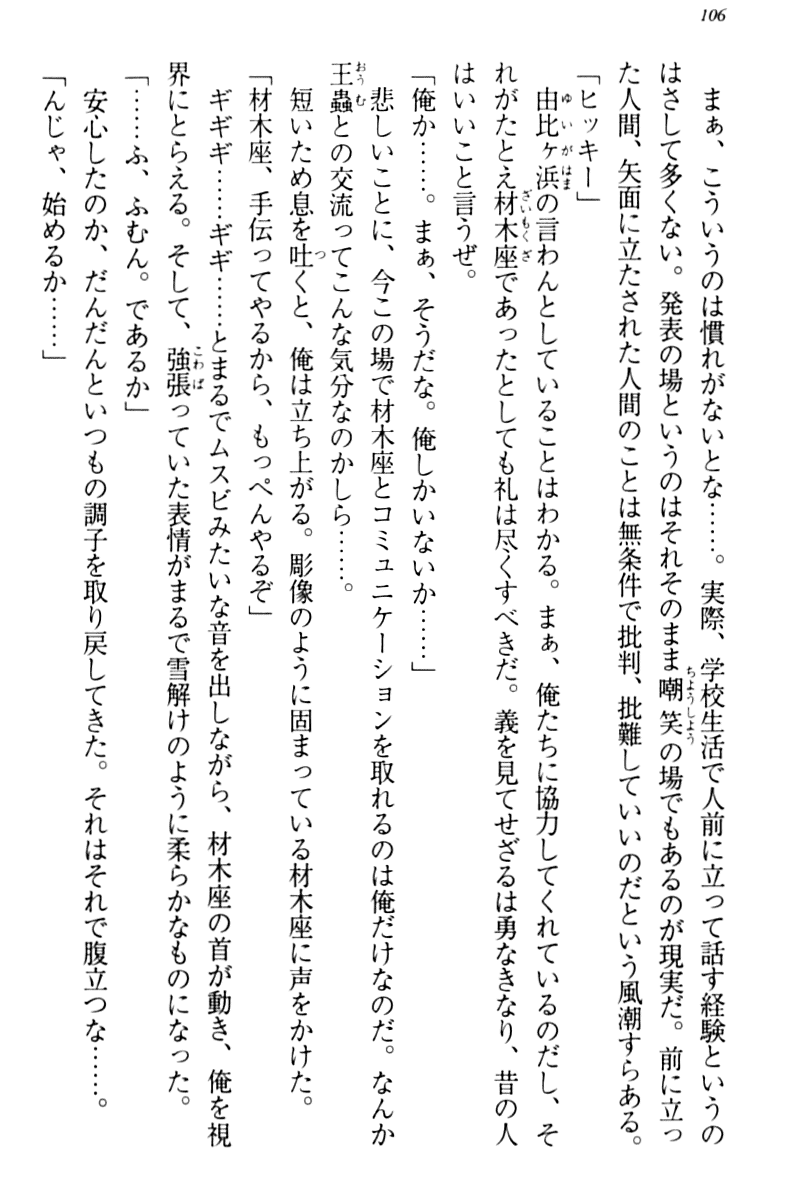 106
まぁ、こういうのは慣れがないとな……。実際、学校生活で人前に立って話す経験というの
はさして多くない。発表の場というのはそれそのまま嘲笑の場でもあるのが現実だ。前に立っ
た人間、矢面に立たされた人間のことは無条件で批判、批難していいのだという風潮すらある。
「ヒッキー」
由比ヶ浜の言わんとしていることはわかる。まぁ、俺たちに協力してくれているのだし、そ
れがたとえ材木座であったとしても礼は尽くすべきだ。義を見てせざるは勇なきなり、昔の人
はいいこと言うぜ。
「俺か……。まぁ、そうだな。俺しかいないか……」
悲しいことに、今この場で材木座とコミュニケーションを取れるのは俺だけなのだ。なんか
王蟲との交流ってこんな気分なのかしら……。
短いため息を吐くと、俺は立ち上がる。彫像のように固まっている材木座に声をかけた。
「材木座、手伝ってやるから、もっぺんやるぞ」
ギギギ……ギギ……とまるでムスビみたいな音を出しながら、材木座の首が動き、俺を視
界にとらえる。そして、強張っていた表情がまるで雪解けのように柔らかなものになった。
「……ふ、ふむん。であるか」
安心したのか、だんだんといつもの調子を取り戻してきた。それはそれで腹立つな……。
「んじゃ、始めるか……」